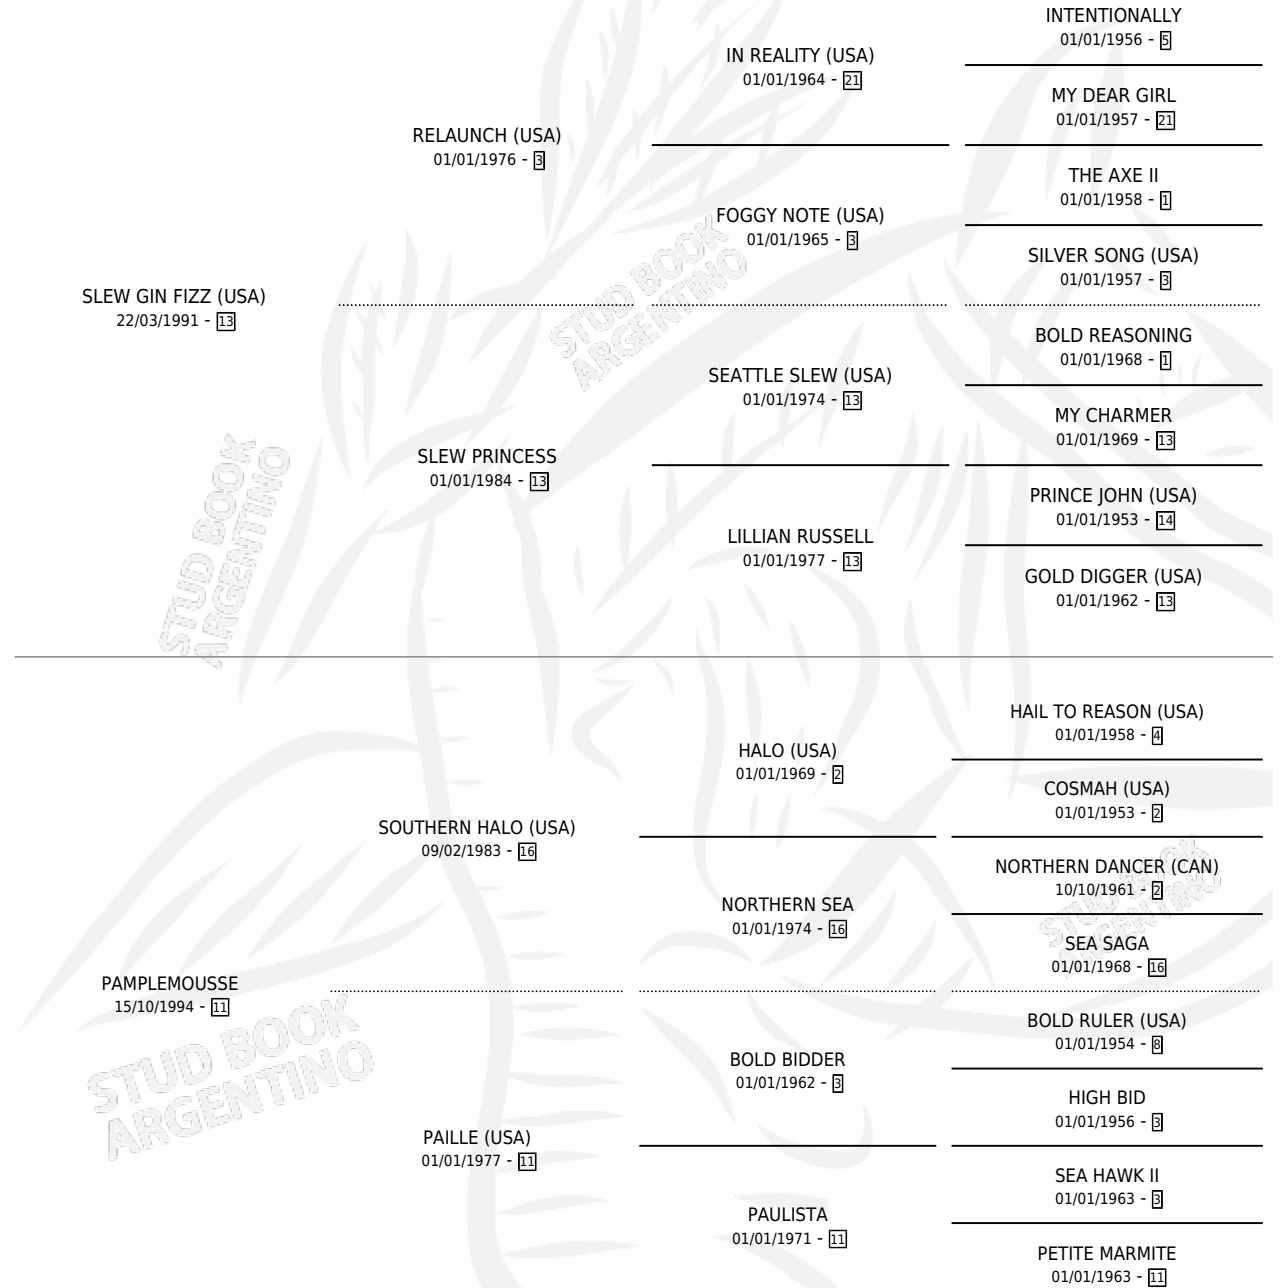 INTENTIONALLY
01/01/1956 - 5
IN REALITY (USA)
01/01/1964 - 21
MY DEAR GIRL
01/01/1957 - 21
RELAUNCH (USA)
01/01/1976 - 3
THE AXE II
01/01/1958 - 1
FOGGY NOTE (USA)
01/01/1965 - 3
SILVER SONG (USA)
01/01/1957 - 3
SLEW GIN FIZZ (USA)
22/03/1991 - 13
BOLD REASONING
01/01/1968 - 1
SEATTLE SLEW (USA)
01/01/1974 - 13
MY CHARMER
01/01/1969 - 13
SLEW PRINCESS
01/01/1984 - 13
PRINCE JOHN (USA)
01/01/1953 - 14
LILLIAN RUSSELL
01/01/1977 - 13
GOLD DIGGER (USA)
01/01/1962 - 13
HAIL TO REASON (USA)
01/01/1958 - 4
HALO (USA)
01/01/1969 - 2
COSMAH (USA)
01/01/1953 - 2
SOUTHERN HALO (USA)
09/02/1983 - 16
NORTHERN DANCER (CAN)
10/10/1961 - 2
NORTHERN SEA
01/01/1974 - 16
SEA SAGA
01/01/1968 - 16
PAMPLEMOUSSE
15/10/1994 - 11
BOLD RULER (USA)
01/01/1954 - 8
BOLD BIDDER
01/01/1962 - 3
HIGH BID
01/01/1956 - 3
PAILLE (USA)
01/01/1977 - 11
SEA HAWK II
01/01/1963 - 3
PAULISTA
01/01/1971 - 11
PETITE MARMITE
01/01/1963 - 11
STUD BOOK
ARGENTINO
STUD BOOK
ARGENTINO
STUD BOOK
ARGENTINO
STUD BOOK
ARGENTINO